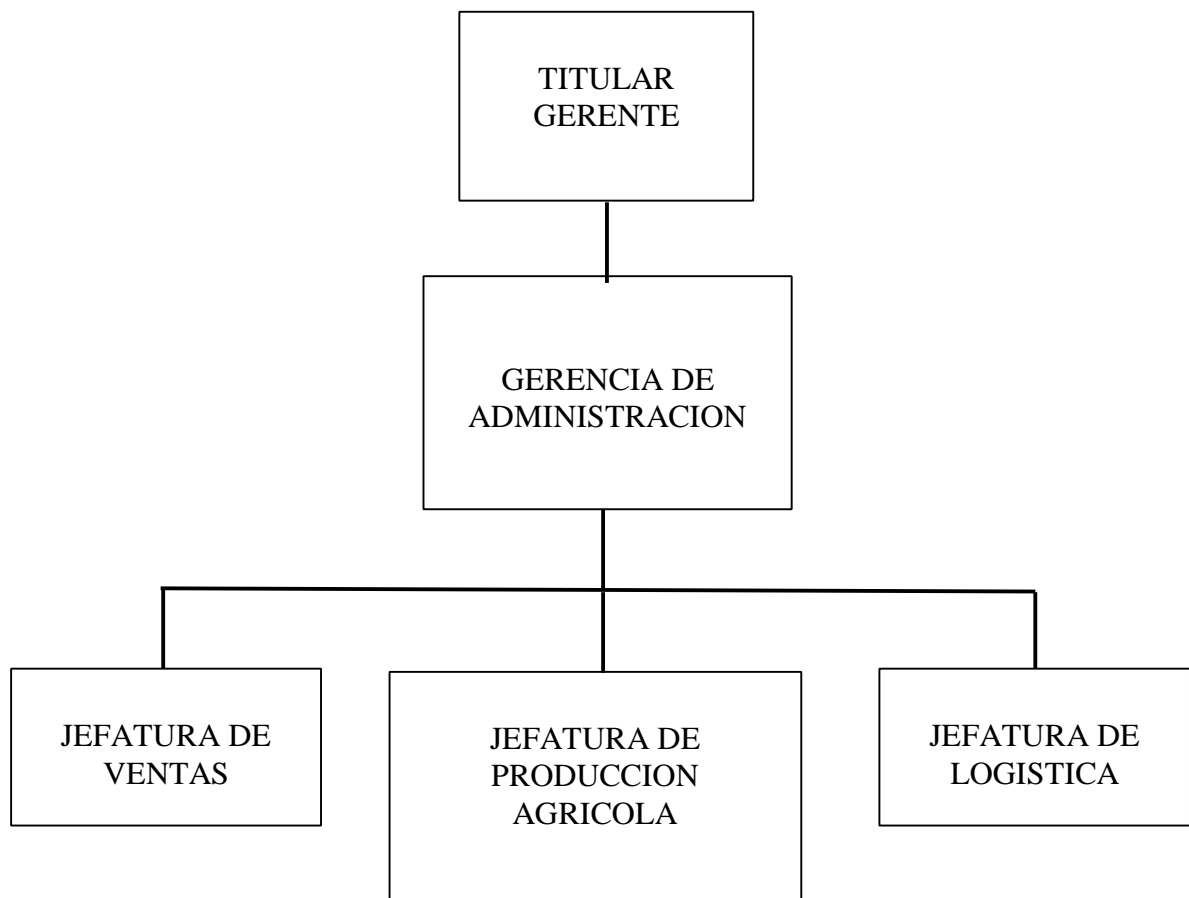 TITULAR
GERENTE
GERENCIA DE
ADMINISTRACION
JEFATURA DE
VENTAS
JEFATURA DE
PRODUCCION
AGRICOLA
JEFATURA DE
LOGISTICA